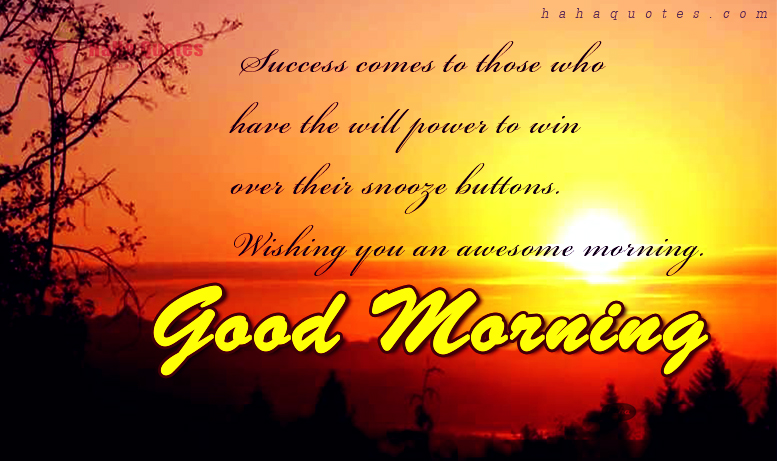 hahaquotes.com
Success comes to those who
have the will power to win
over their snooze buttons.
Wishing you an awesome morning.
Good Morning